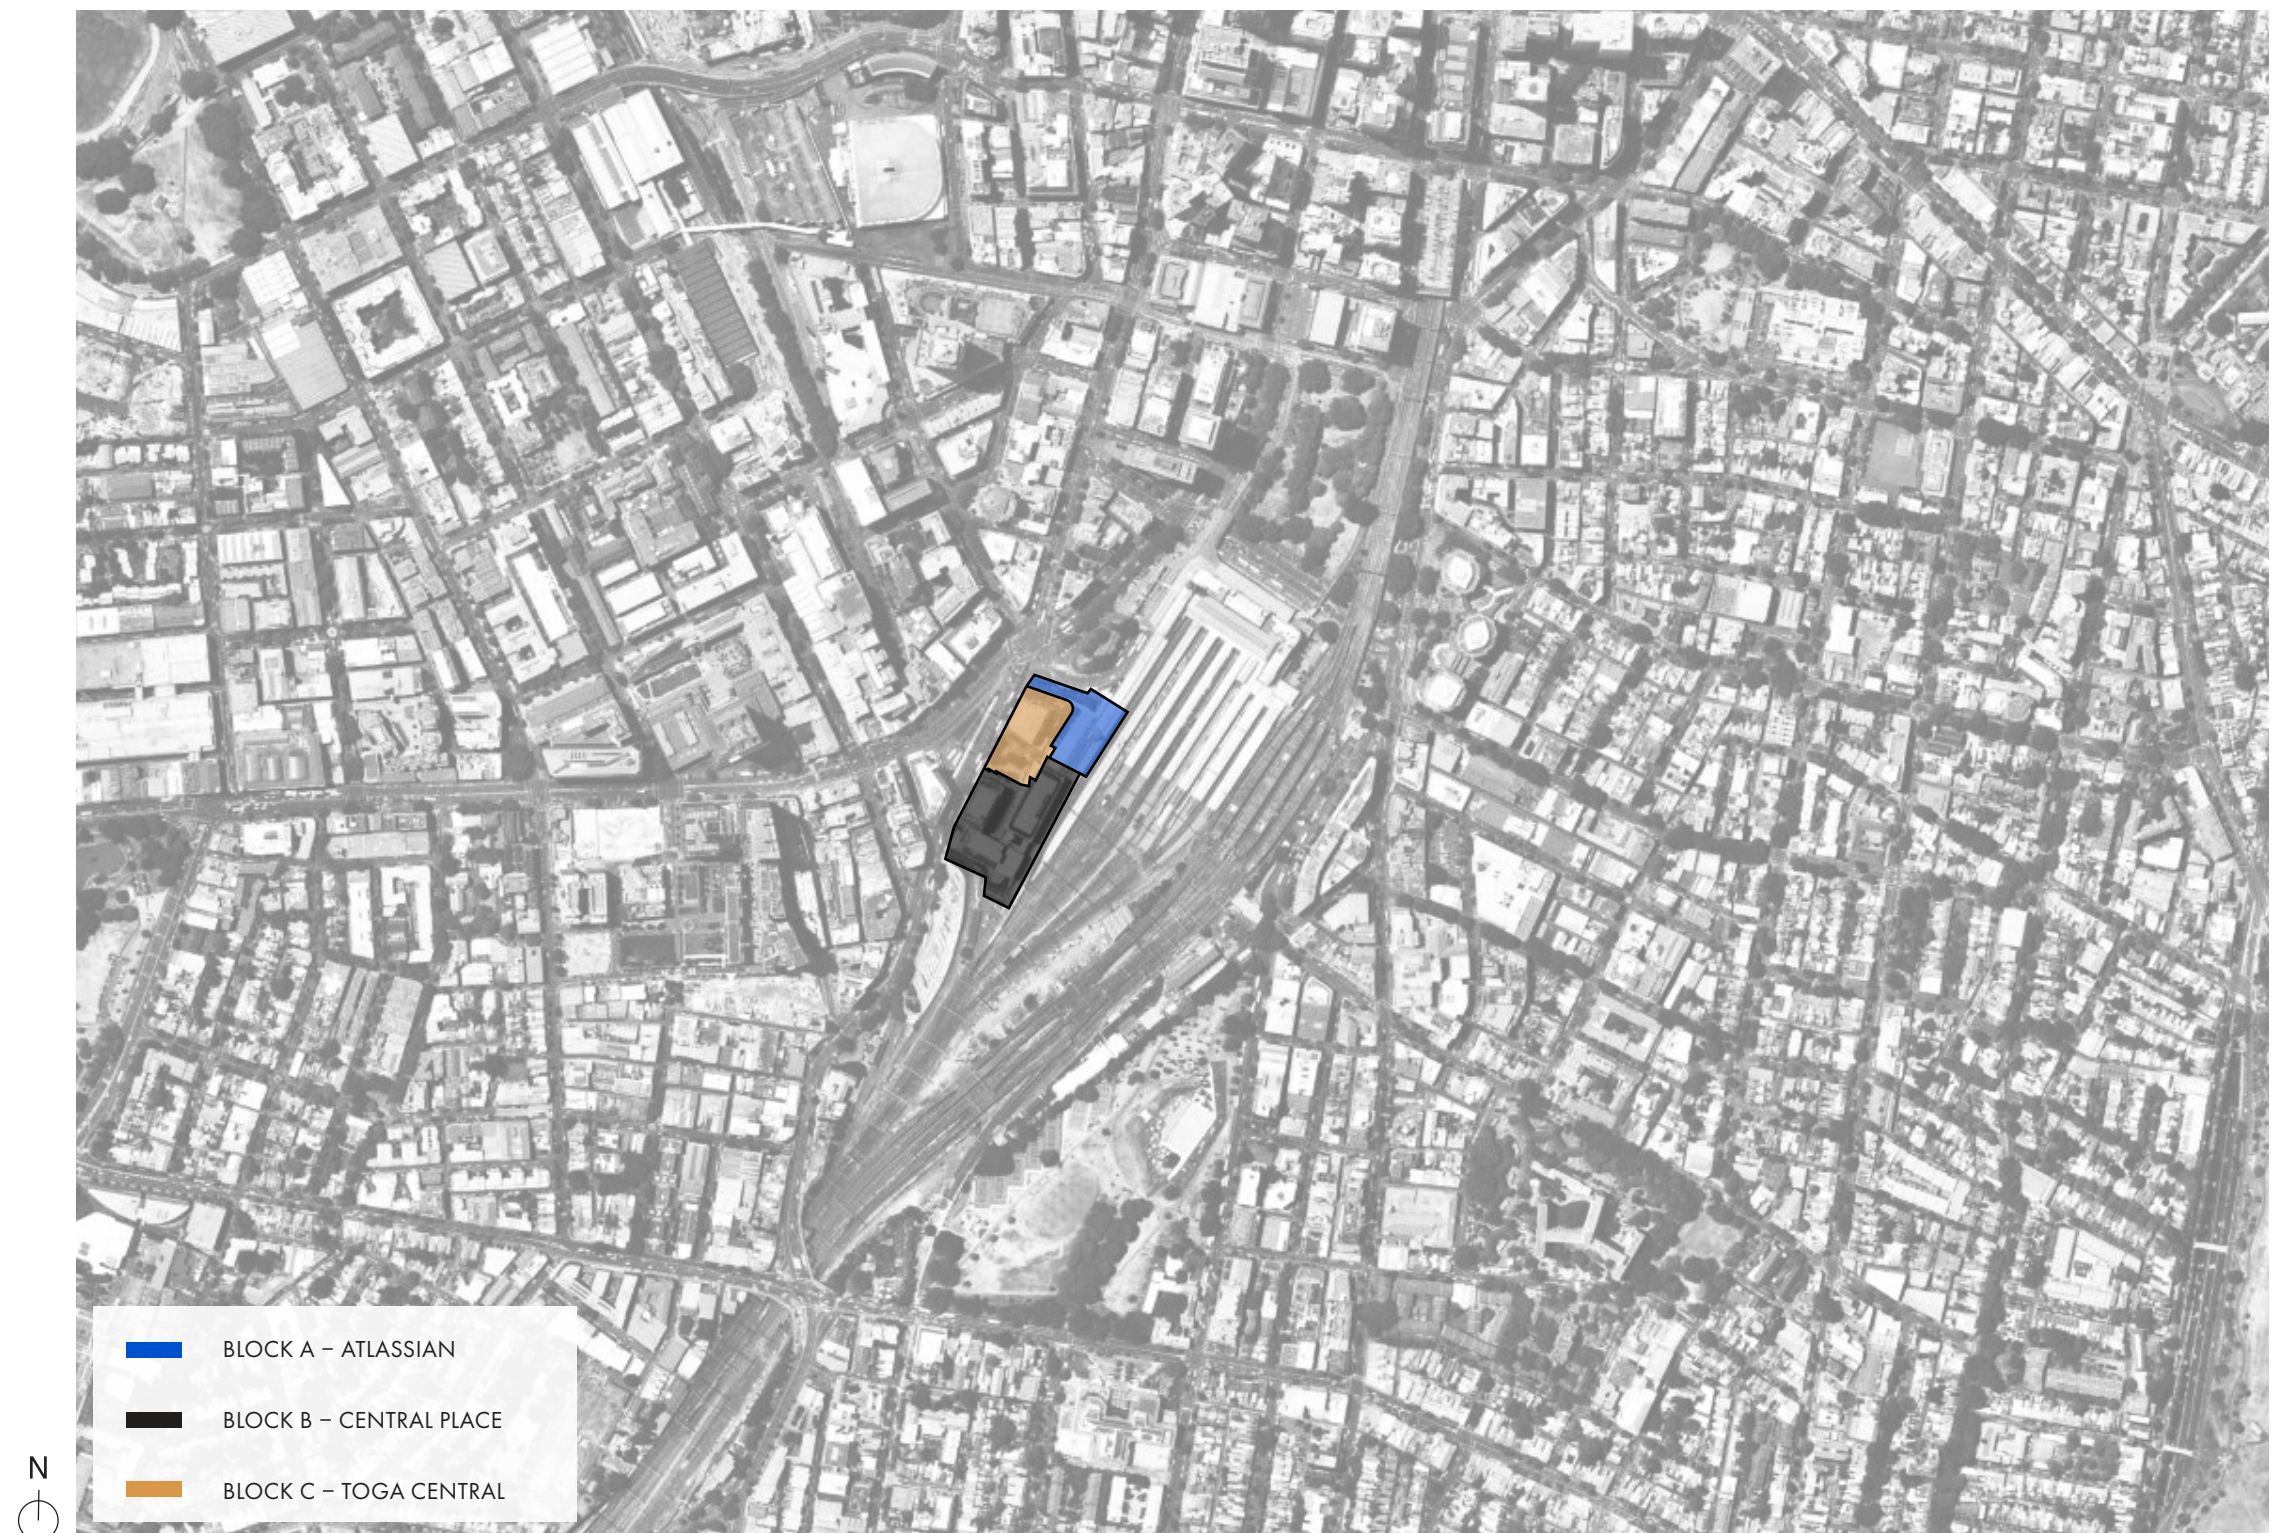 BLOCK A – ATLASSIAN
BLOCK B – CENTRAL PLACE
BLOCK C – TOGA CENTRAL
N